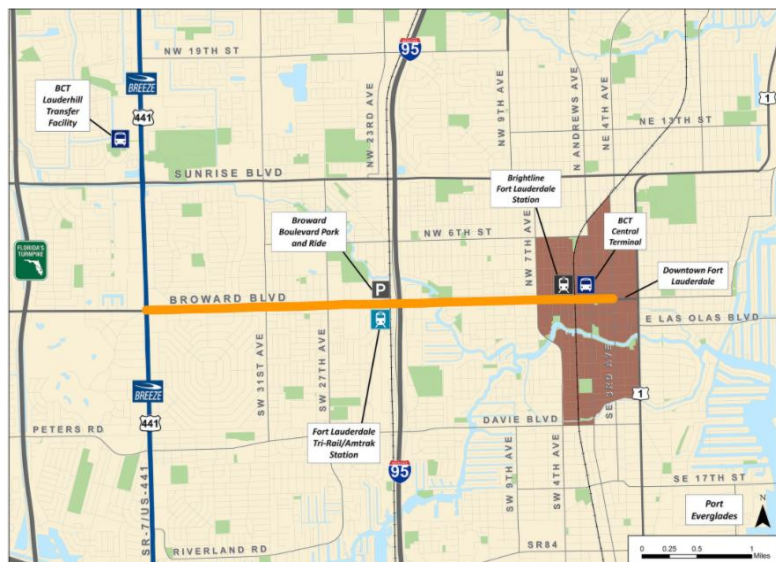 NW 19TH ST
95
NW 23RD AVE
NW 9TH AVE
N ANDREWS AVE
NE 4TH AVE
1
BREEZE
441
BCT
Lauderhill
Transfer
Facility
NE 13TH ST
SUNRISE BLVD
Brightline
Fort Lauderdale
Station
Broward
Boulevard Park
and Ride
NW 6TH ST
NW 7TH AVE
BCT
Central
Terminal
FLORIDA'S
TURNPIKE
P
Downtown Fort
Lauderdale
BROWARD BLVD
E LAS OLAS BLVD
SW 31ST AVE
SW 27TH AVE
SE 3RD AVE
BREEZE
441
1
PETERS RD
Fort Lauderdale
Tri-Rail/Amtrak
Station
DAVIE BLVD
95
SW 9TH AVE
SW 4TH AVE
SE 17TH ST
SR-7/US-441
Port
Everglades
N
RIVERLAND RD
SR84
0 0.25 0.5 1
Miles